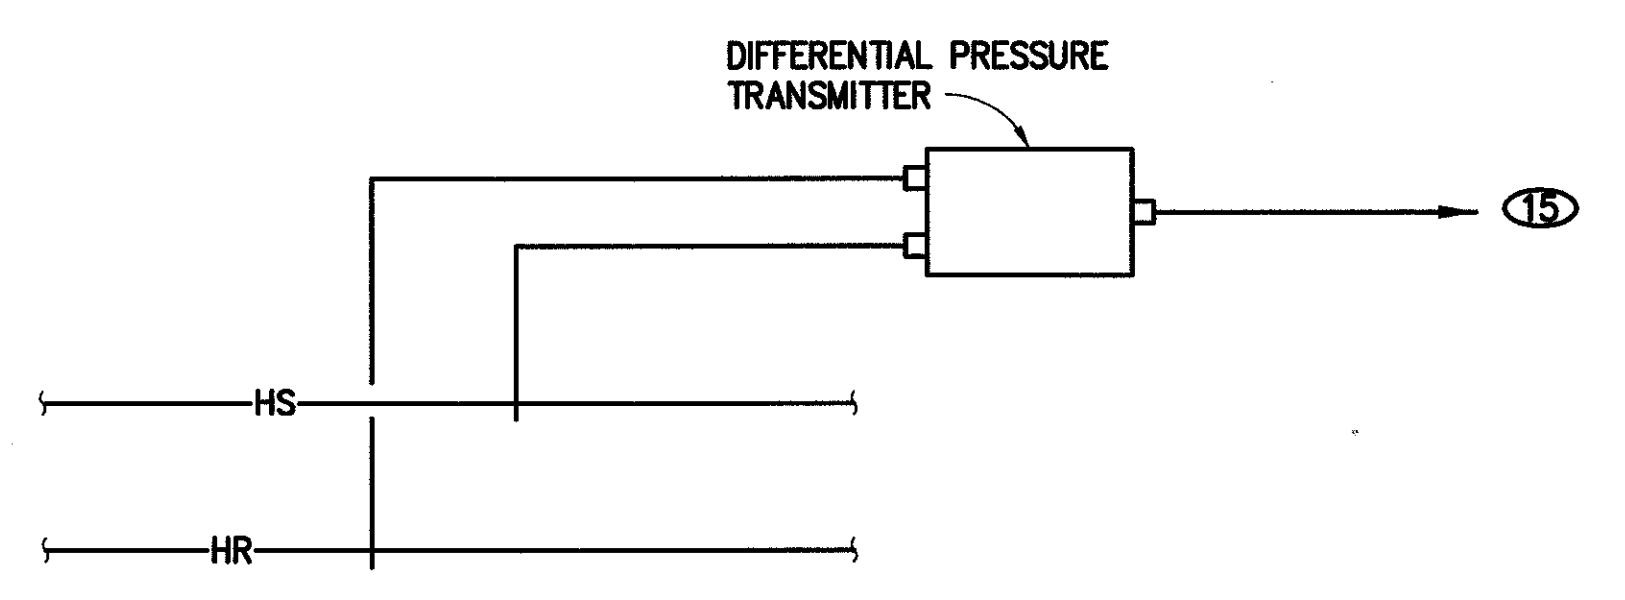 DIFFERENTIAL PRESSURE
TRANSMITTER
15
HS
HR